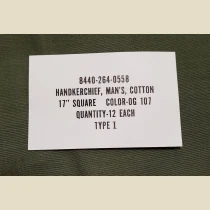 8440-264-0558
HANDKERCHIEF, MAN'S, COTTON
17" SQUARE COLOR-OG 107
QUANTITY-12 EACH
TYPE I